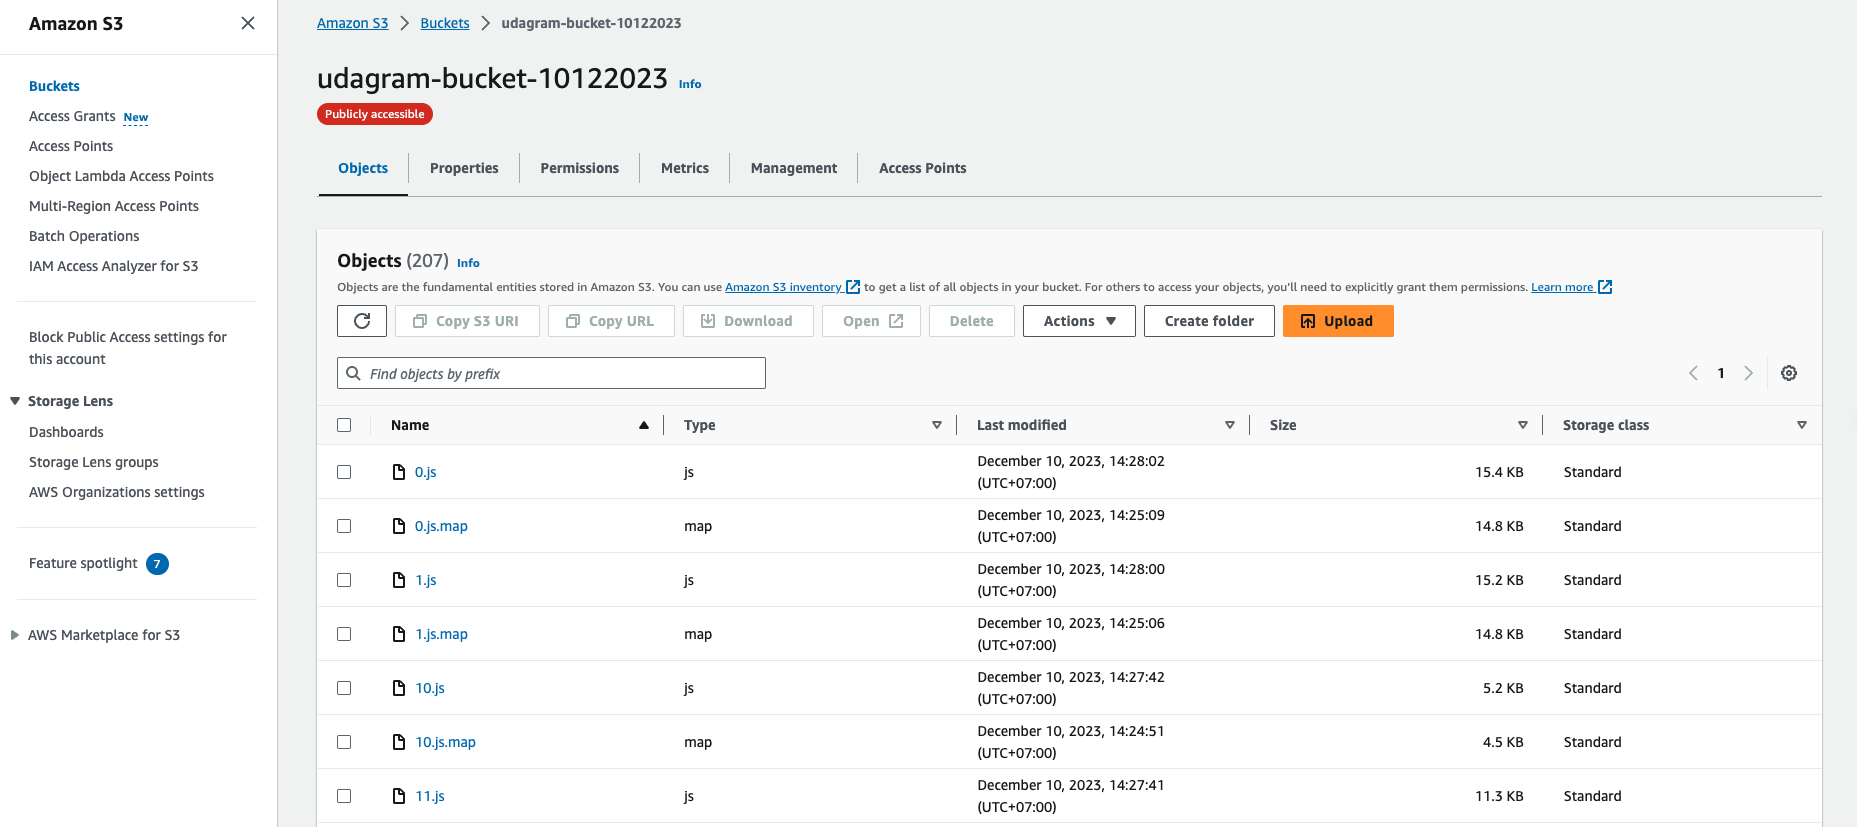 Amazon S3
Buckets
Access Grants New
Access Points
Object Lambda Access Points
Multi-Region Access Points
Batch Operations
IAM Access Analyzer for S3
Block Public Access settings for
this account
Storage Lens
Dashboards
Storage Lens groups
AWS Organizations settings
Feature spotlight 7
AWS Marketplace for S3
Amazon S3 Buckets udagram-bucket-10122023
udagram-bucket-10122023 Info
Publicly accessible
Objects Properties Permissions Metrics Management Access Points
Objects (207) Info
Objects are the fundamental entities stored in Amazon S3. You can use Amazon S3 inventory to get a list of all objects in your bucket. For others to access your objects, you'll need to explicitly grant them permissions. Learn more
Copy S3 URI Copy URL Download Open Delete Actions Create folder Upload
Find objects by prefix 1
Name Type Last modified Size Storage class
0.js js December 10, 2023, 14:28:02 (UTC+07:00) 15.4 KB Standard
0.js.map map December 10, 2023, 14:25:09 (UTC+07:00) 14.8 KB Standard
1.js js December 10, 2023, 14:28:00 (UTC+07:00) 15.2 KB Standard
1.js.map map December 10, 2023, 14:25:06 (UTC+07:00) 14.8 KB Standard
10.js js December 10, 2023, 14:27:42 (UTC+07:00) 5.2 KB Standard
10.js.map map December 10, 2023, 14:24:51 (UTC+07:00) 4.5 KB Standard
11.js js December 10, 2023, 14:27:41 (UTC+07:00) 11.3 KB Standard